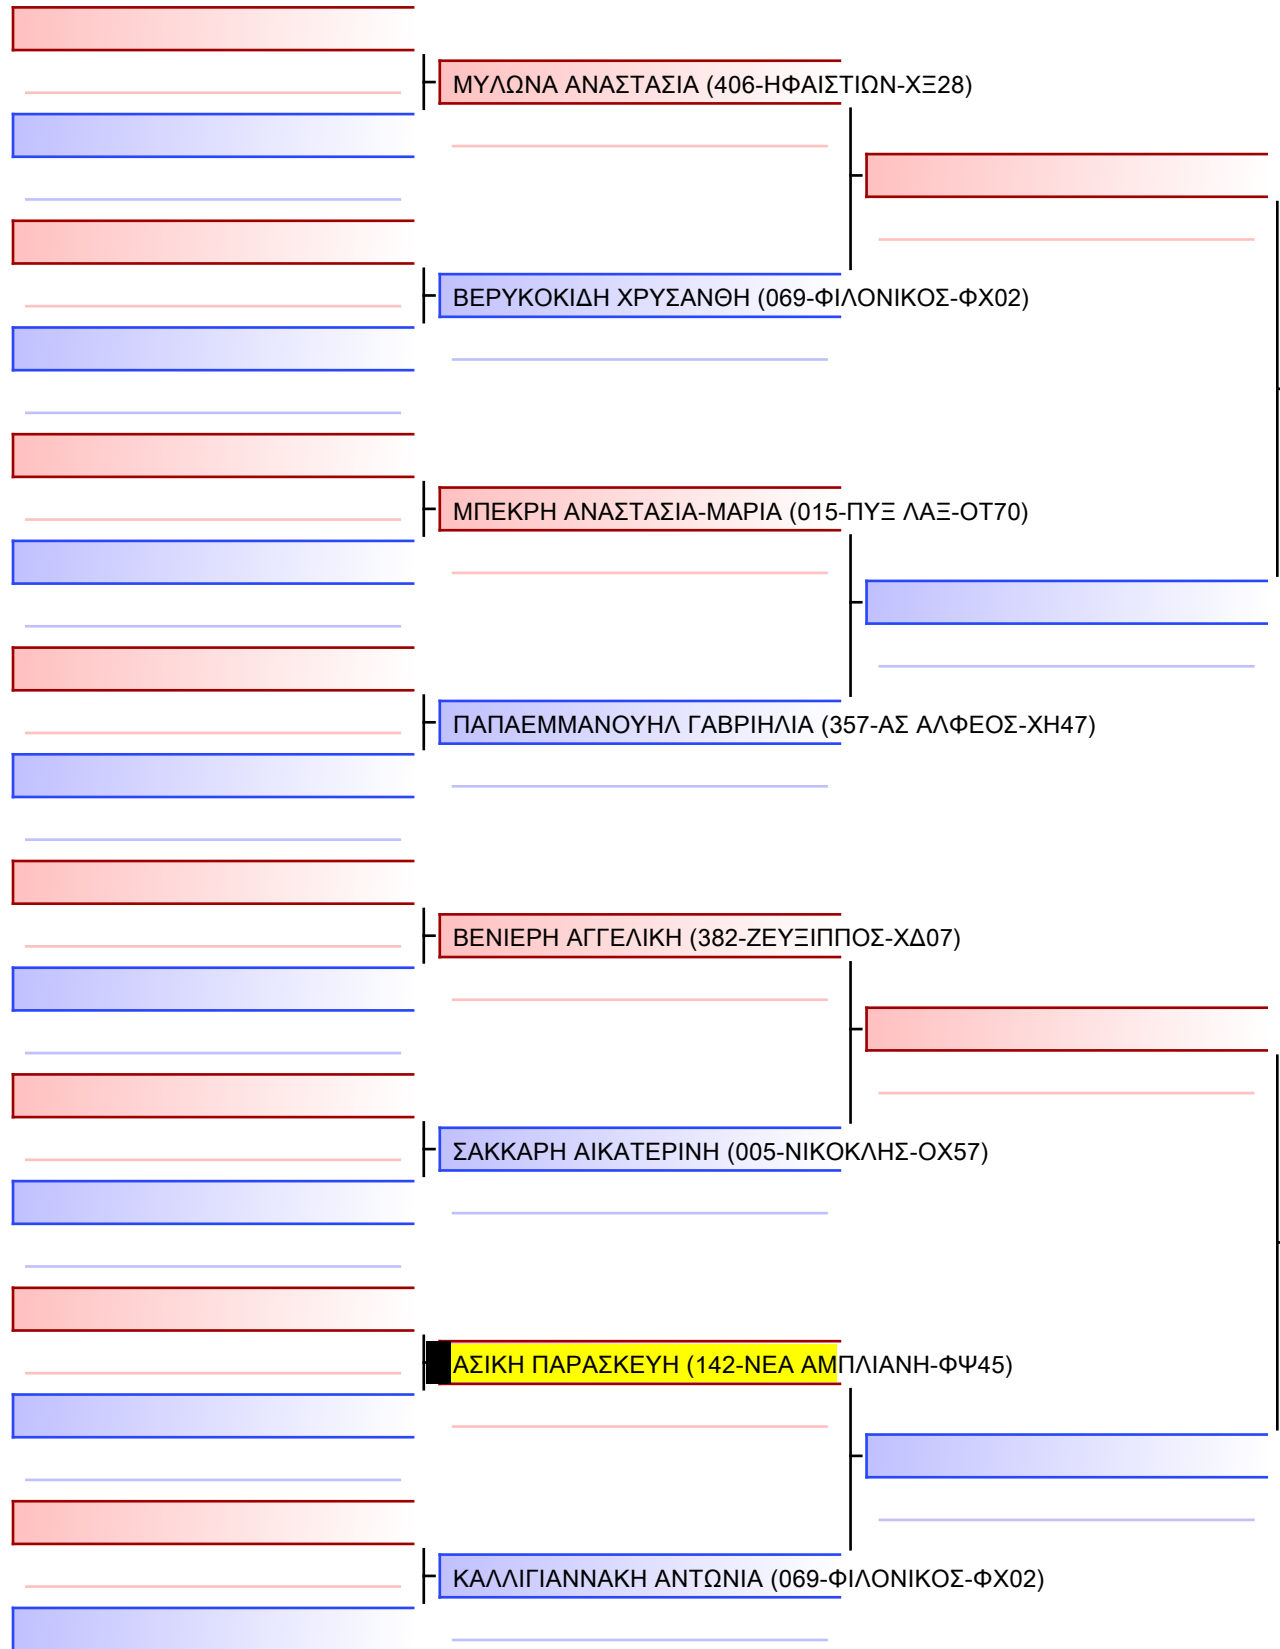 ΜΥΛΩΝΑ ΑΝΑΣΤΑΣΙΑ (406-ΗΦΑΙΣΤΙΩΝ-ΧΞ28)
ΒΕΡΥΚΟΚΙΔΗ ΧΡΥΣΑΝΘΗ (069-ΦΙΛΟΝΙΚΟΣ-ΦΧ02)
ΜΠΕΚΡΗ ΑΝΑΣΤΑΣΙΑ-ΜΑΡΙΑ (015-ΠΥΞ ΛΑΞ-ΟΤ70)
ΠΑΠΑΕΜΜΑΝΟΥΗΛ ΓΑΒΡΙΗΛΙΑ (357-ΑΣ ΑΛΦΕΟΣ-ΧΗ47)
ΒΕΝΙΕΡΗ ΑΓΓΕΛΙΚΗ (382-ΖΕΥΞΙΠΠΟΣ-ΧΔ07)
ΣΑΚΚΑΡΗ ΑΙΚΑΤΕΡΙΝΗ (005-ΝΙΚΟΚΛΗΣ-ΟΧ57)
ΑΣΙΚΗ ΠΑΡΑΣΚΕΥΗ (142-ΝΕΑ ΑΜΠΛΙΑΝΗ-ΦΨ45)
ΚΑΛΛΙΓΙΑΝΝΑΚΗ ΑΝΤΩΝΙΑ (069-ΦΙΛΟΝΙΚΟΣ-ΦΧ02)